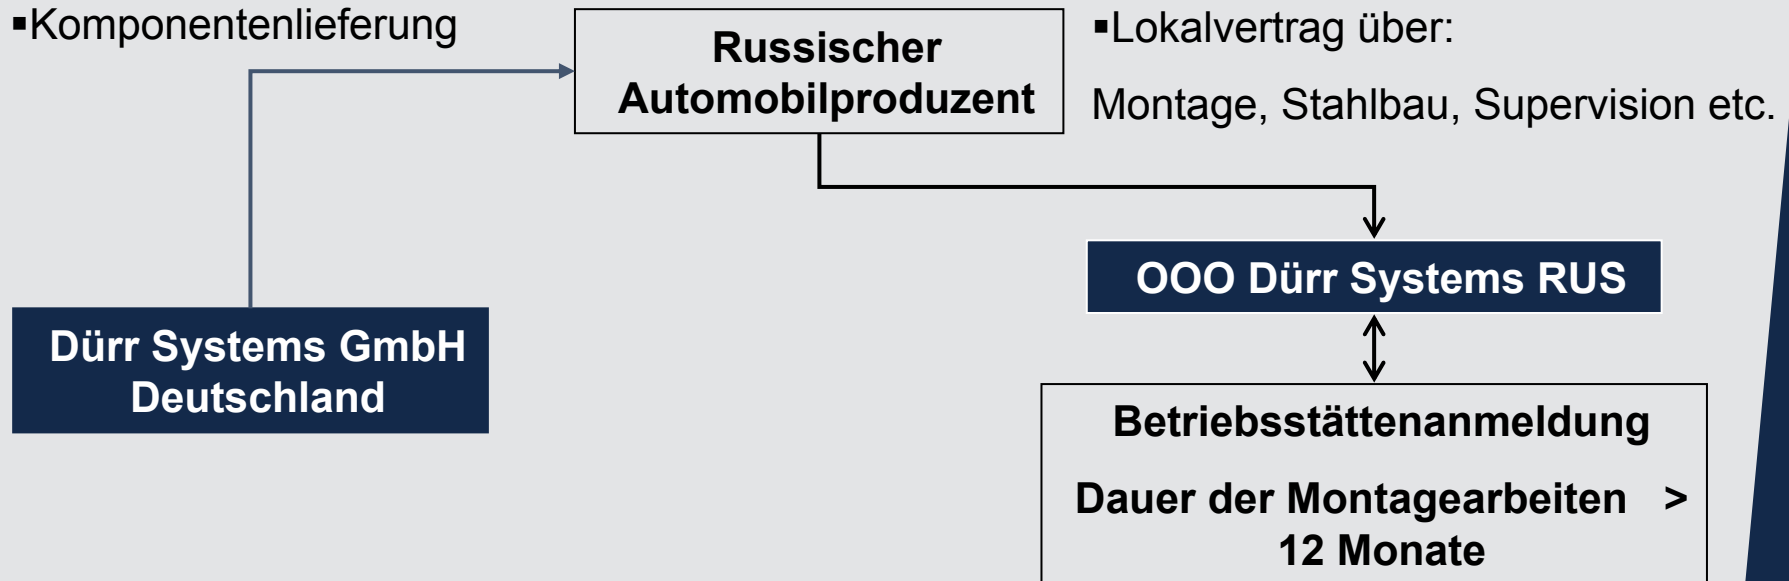 ▪Komponentenlieferung
Russischer
Automobilproduzent
▪Lokalvertrag über:
Montage, Stahlbau, Supervision etc.
OOO Dürr Systems RUS
Dürr Systems GmbH
Deutschland
Betriebsstättenanmeldung
Dauer der Montagearbeiten >
12 Monate